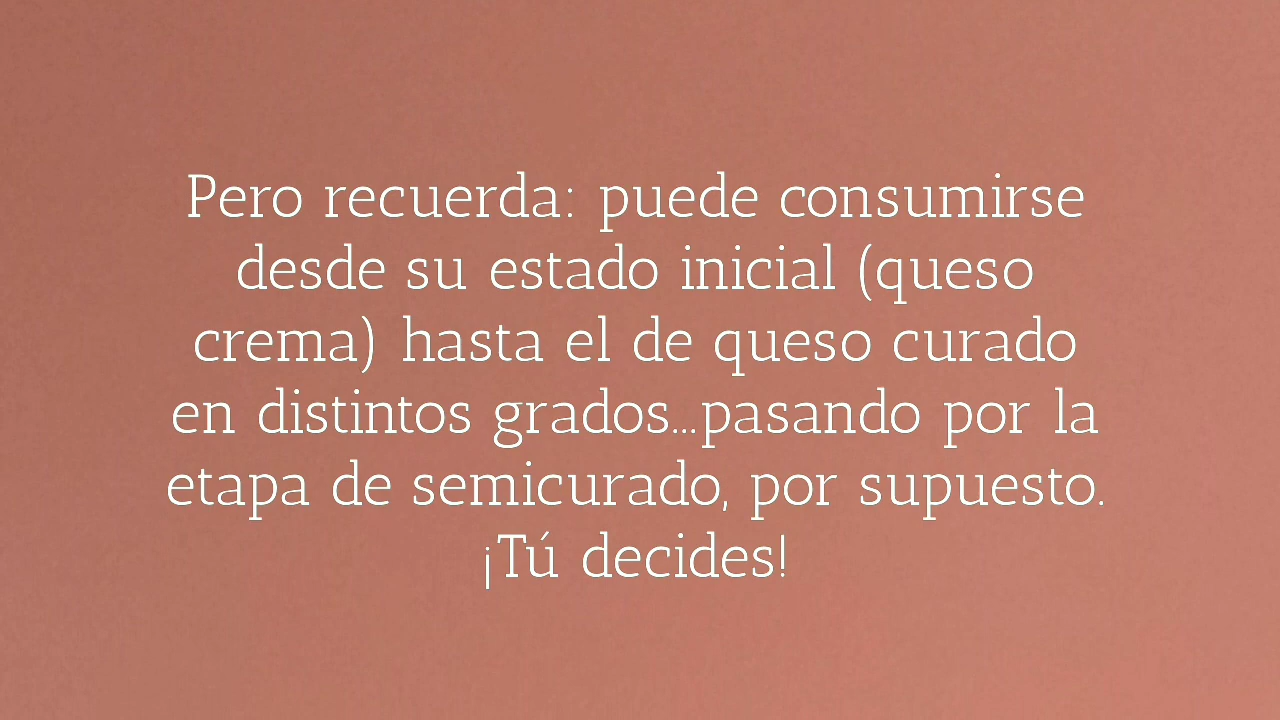 Pero recuerda: puede consumirse
desde su estado inicial (queso
crema) hasta el de queso curado
en distintos grados...pasando por la
etapa de semicurado, por supuesto.
¡Tú decides!